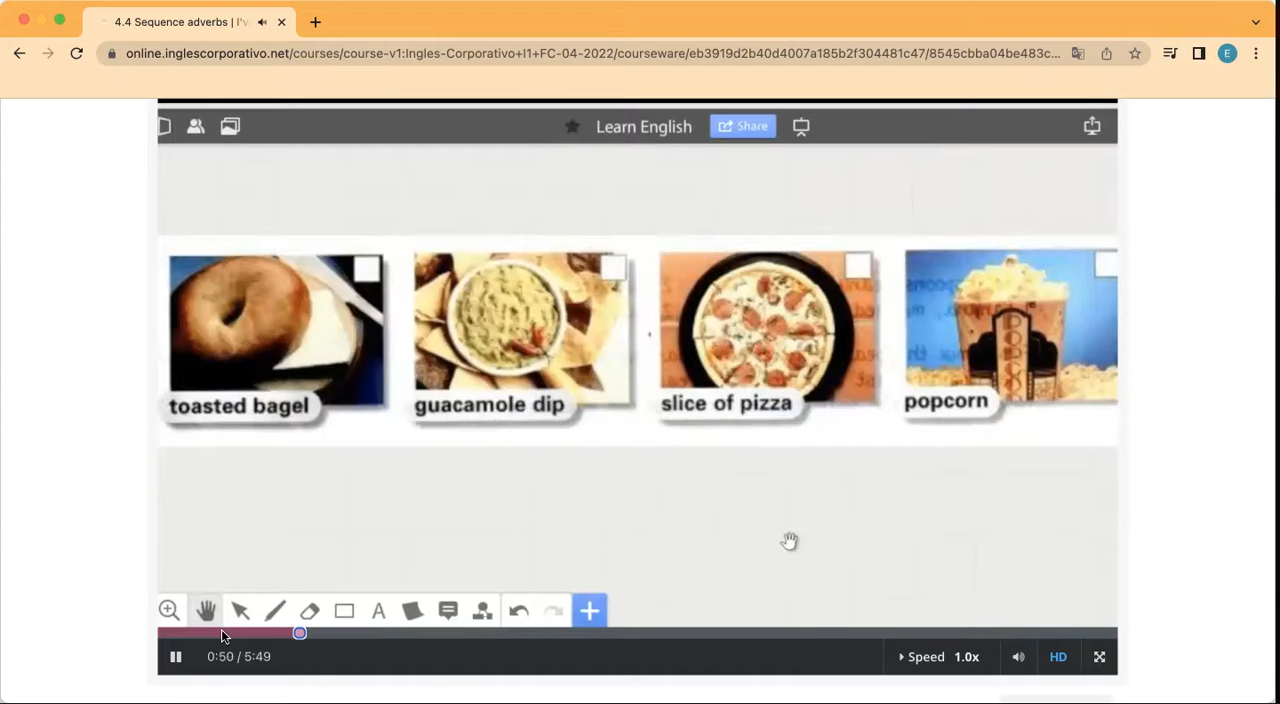 4.4 Sequence adverbs | I'v
online.inglescorporativo.net/courses/course-v1:Ingles-Corporativo+I1+FC-04-2022/courseware/eb3919d2b40d4007a185b2f304481c47/8545cbba04be483c...
E
Learn English
Share
toasted bagel
guacamole dip
slice of pizza
popcorn
A
0:50 / 5:49
Speed 1.0x
HD